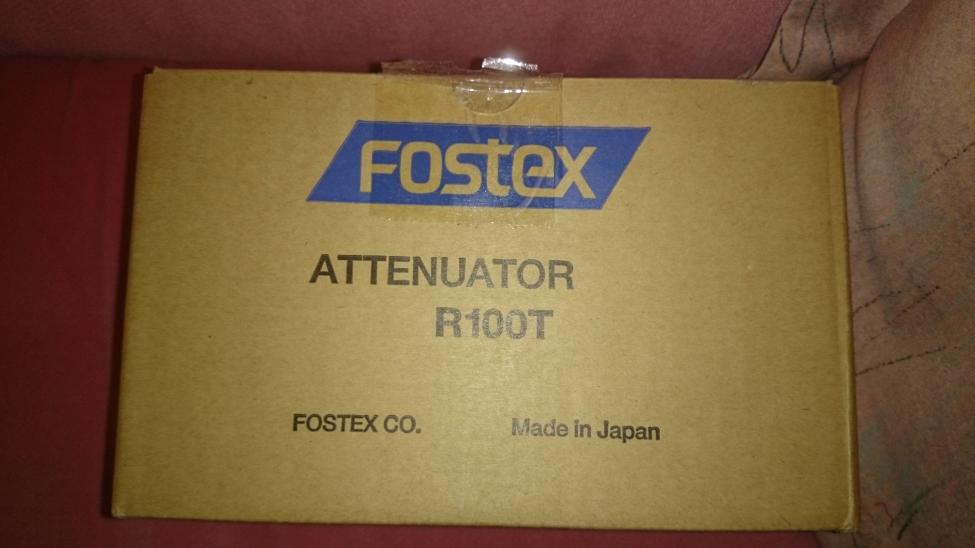 FOSTEX
ATTENUATOR
R100T
FOSTEX CO. Made in Japan